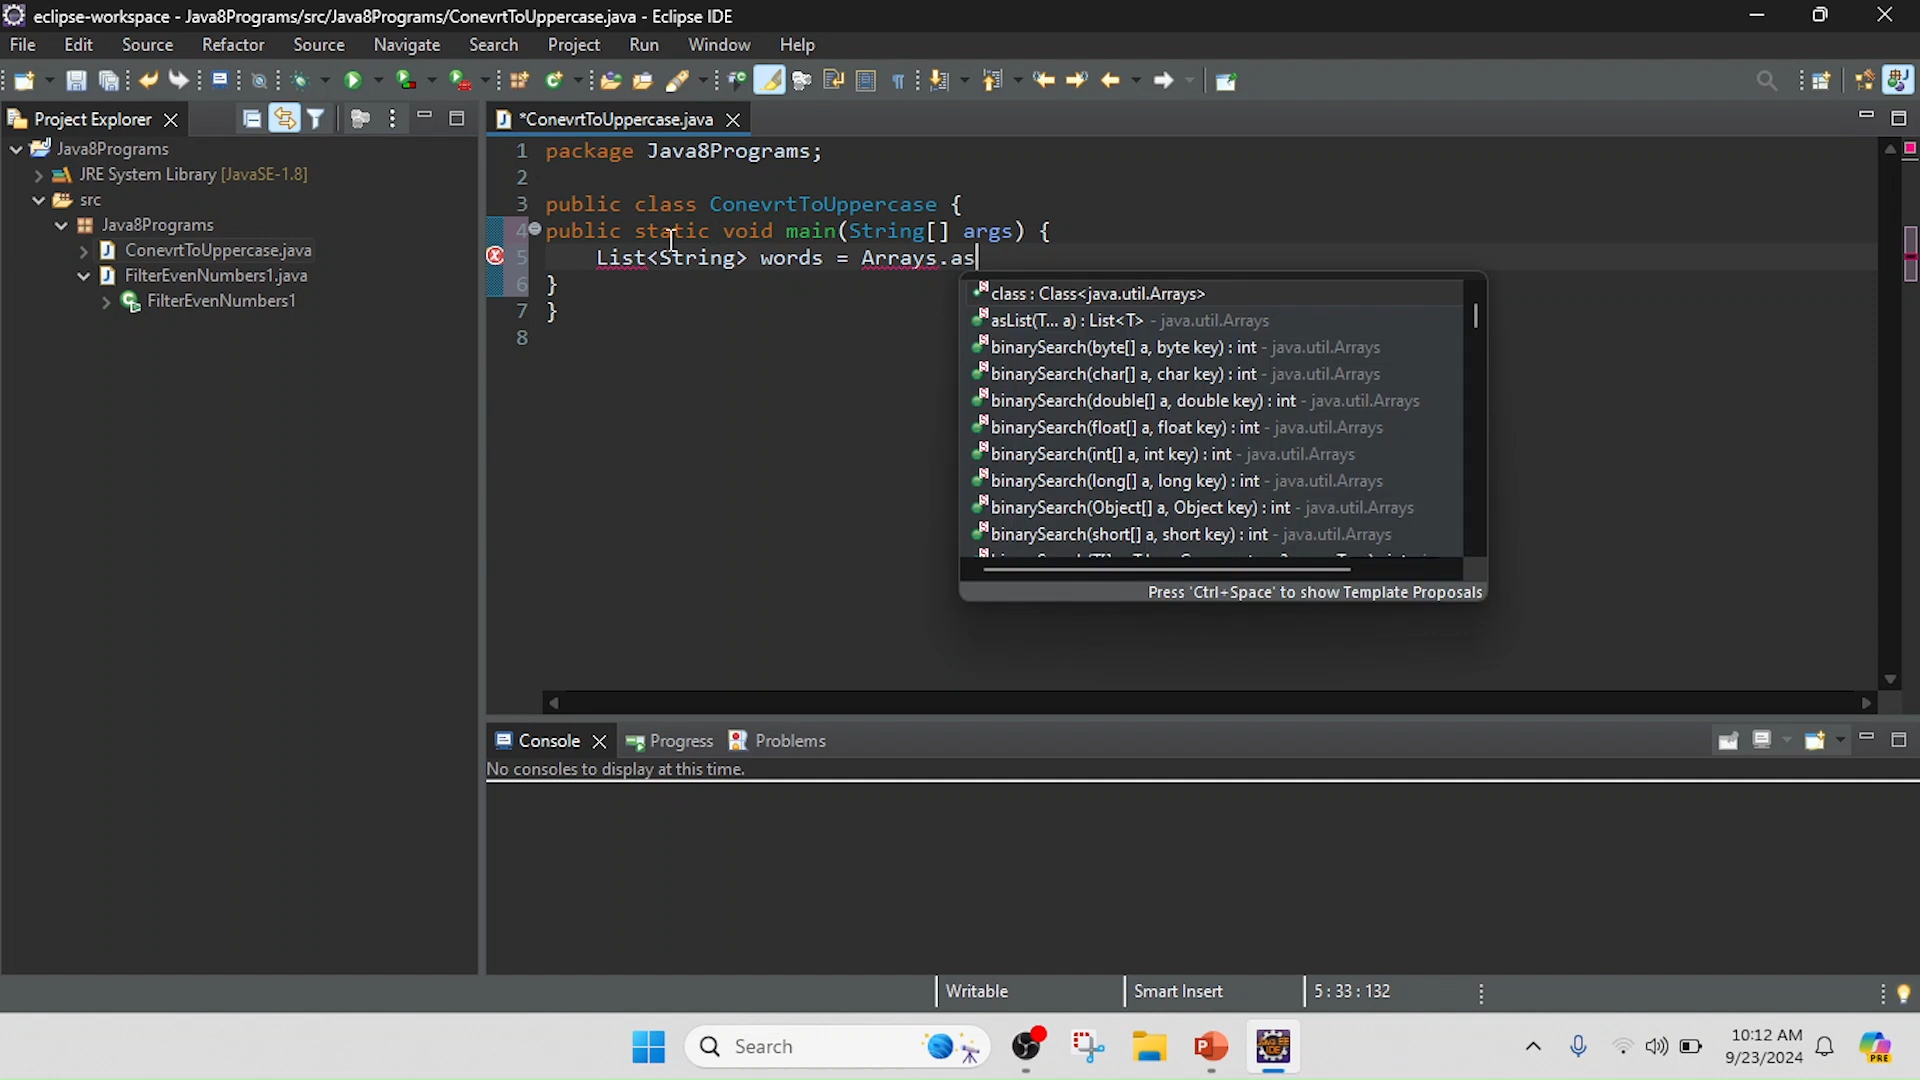 eclipse-workspace - Java8Programs/src/Java8Programs/ConevrtToUppercase.java - Eclipse IDE
File Edit Source Refactor Source Navigate Search Project Run Window Help
Project Explorer
*ConevrtToUppercase.java
Java8Programs
JRE System Library [JavaSE-1.8]
src
Java8Programs
ConevrtToUppercase.java
FilterEvenNumbers1.java
FilterEvenNumbers1
1 package Java8Programs;
2
3 public class ConevrtToUppercase {
4 public static void main(String[] args) {
5 List<String> words = Arrays.as
6 }
7 }
8
class : Class<java.util.Arrays>
asList(T... a) : List<T> - java.util.Arrays
binarySearch(byte[] a, byte key) : int - java.util.Arrays
binarySearch(char[] a, char key) : int - java.util.Arrays
binarySearch(double[] a, double key) : int - java.util.Arrays
binarySearch(float[] a, float key) : int - java.util.Arrays
binarySearch(int[] a, int key) : int - java.util.Arrays
binarySearch(long[] a, long key) : int - java.util.Arrays
binarySearch(Object[] a, Object key) : int - java.util.Arrays
binarySearch(short[] a, short key) : int - java.util.Arrays
Press 'Ctrl+Space' to show Template Proposals
Console Progress Problems
No consoles to display at this time.
Writable Smart Insert 5 : 33 : 132
Search
10:12 AM
9/23/2024
PRE